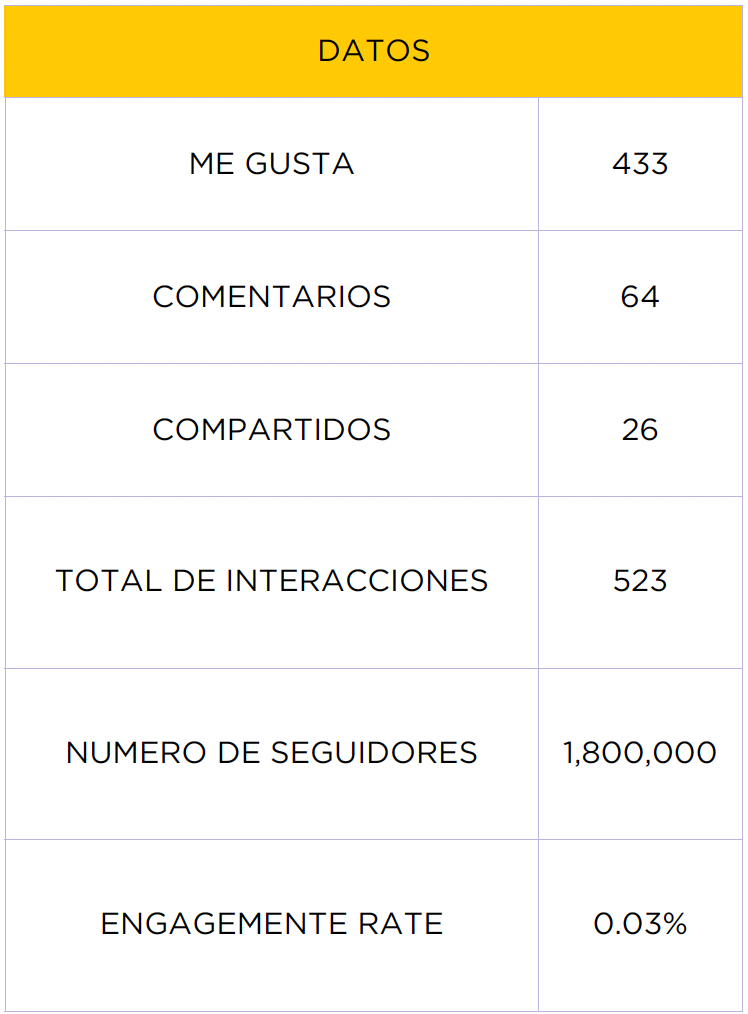 DATOS
ME GUSTA 433
COMENTARIOS 64
COMPARTIDOS 26
TOTAL DE INTERACCIONES 523
NUMERO DE SEGUIDORES 1,800,000
ENGAGEMENTE RATE 0.03%